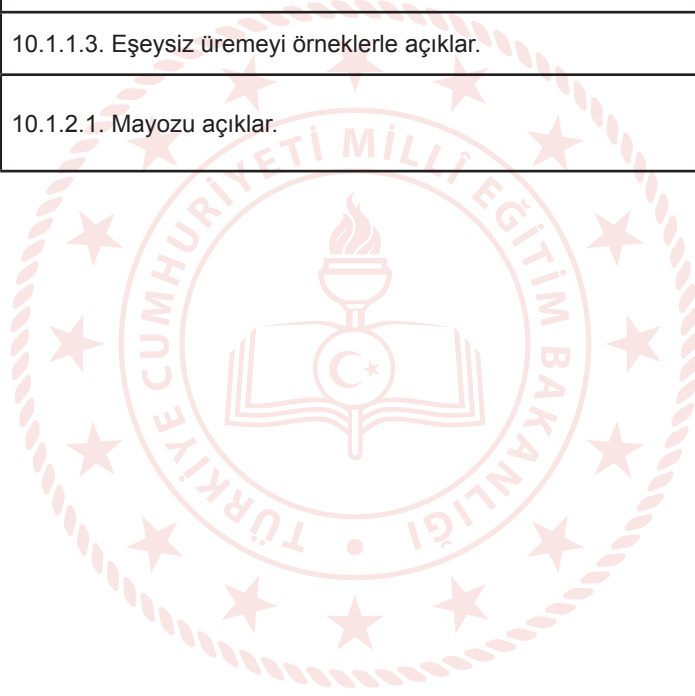 10.1.1.3. Eşeysiz üremeyi örneklerle açıklar.
10.1.2.1. Mayozu açıklar.
TÜRKİYE CUMHURİYETİ MİLLÎ EĞİTİM BAKANLIĞI